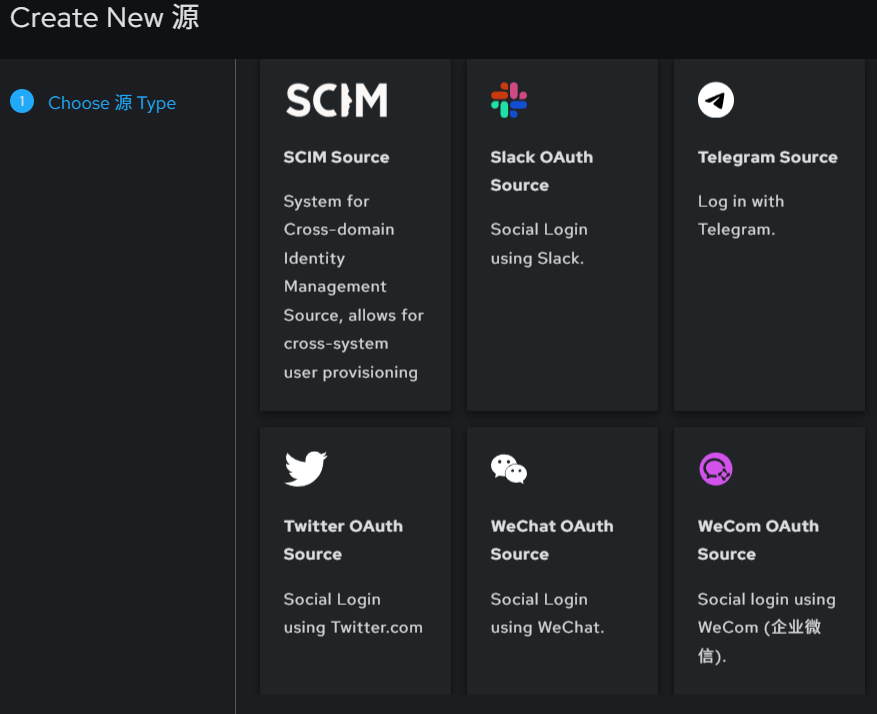 Create New 源
1 Choose 源 Type
SCIM
SCIM Source
System for
Cross-domain
Identity
Management
Source, allows for
cross-system
user provisioning
Slack OAuth
Source
Social Login
using Slack.
Telegram Source
Log in with
Telegram.
Twitter OAuth
Source
Social Login
using Twitter.com
WeChat OAuth
Source
Social Login
using WeChat.
WeCom OAuth
Source
Social login using
WeCom (企业微
信).